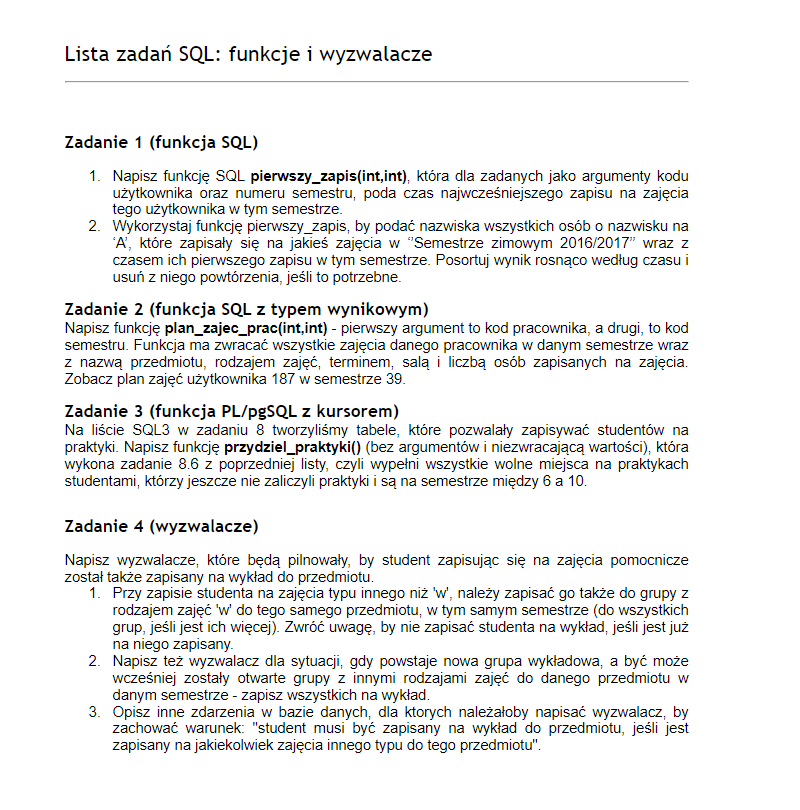 Lista zadań SQL: funkcje i wyzwalacze
Zadanie 1 (funkcja SQL)
1. Napisz funkcję SQL pierwszy_zapis(int,int), która dla zadanych jako argumenty kodu
użytkownika oraz numeru semestru, poda czas najwcześniejszego zapisu na zajęcia
tego użytkownika w tym semestrze.
2. Wykorzystaj funkcję pierwszy_zapis, by podać nazwiska wszystkich osób o nazwisku na
‘A’, które zapisały się na jakieś zajęcia w ‘’Semestrze zimowym 2016/2017’’ wraz z
czasem ich pierwszego zapisu w tym semestrze. Posortuj wynik rosnąco według czasu i
usuń z niego powtórzenia, jeśli to potrzebne.
Zadanie 2 (funkcja SQL z typem wynikowym)
Napisz funkcję plan_zajec_prac(int,int) - pierwszy argument to kod pracownika, a drugi, to kod
semestru. Funkcja ma zwracać wszystkie zajęcia danego pracownika w danym semestrze wraz
z nazwą przedmiotu, rodzajem zajęć, terminem, salą i liczbą osób zapisanych na zajęcia.
Zobacz plan zajęć użytkownika 187 w semestrze 39.
Zadanie 3 (funkcja PL/pgSQL z kursorem)
Na liście SQL3 w zadaniu 8 tworzyliśmy tabele, które pozwalały zapisywać studentów na
praktyki. Napisz funkcję przydziel_praktyki() (bez argumentów i niezwracającą wartości), która
wykona zadanie 8.6 z poprzedniej listy, czyli wypełni wszystkie wolne miejsca na praktykach
studentami, którzy jeszcze nie zaliczyli praktyki i są na semestrze między 6 a 10.
Zadanie 4 (wyzwalacze)
Napisz wyzwalacze, które będą pilnowały, by student zapisując się na zajęcia pomocnicze
został także zapisany na wykład do przedmiotu.
1. Przy zapisie studenta na zajęcia typu innego niż 'w', należy zapisać go także do grupy z
rodzajem zajęć 'w' do tego samego przedmiotu, w tym samym semestrze (do wszystkich
grup, jeśli jest ich więcej). Zwróć uwagę, by nie zapisać studenta na wykład, jeśli jest już
na niego zapisany.
2. Napisz też wyzwalacz dla sytuacji, gdy powstaje nowa grupa wykładowa, a być może
wcześniej zostały otwarte grupy z innymi rodzajami zajęć do danego przedmiotu w
danym semestrze - zapisz wszystkich na wykład.
3. Opisz inne zdarzenia w bazie danych, dla ktorych należałoby napisać wyzwalacz, by
zachować warunek: "student musi być zapisany na wykład do przedmiotu, jeśli jest
zapisany na jakiekolwiek zajęcia innego typu do tego przedmiotu".